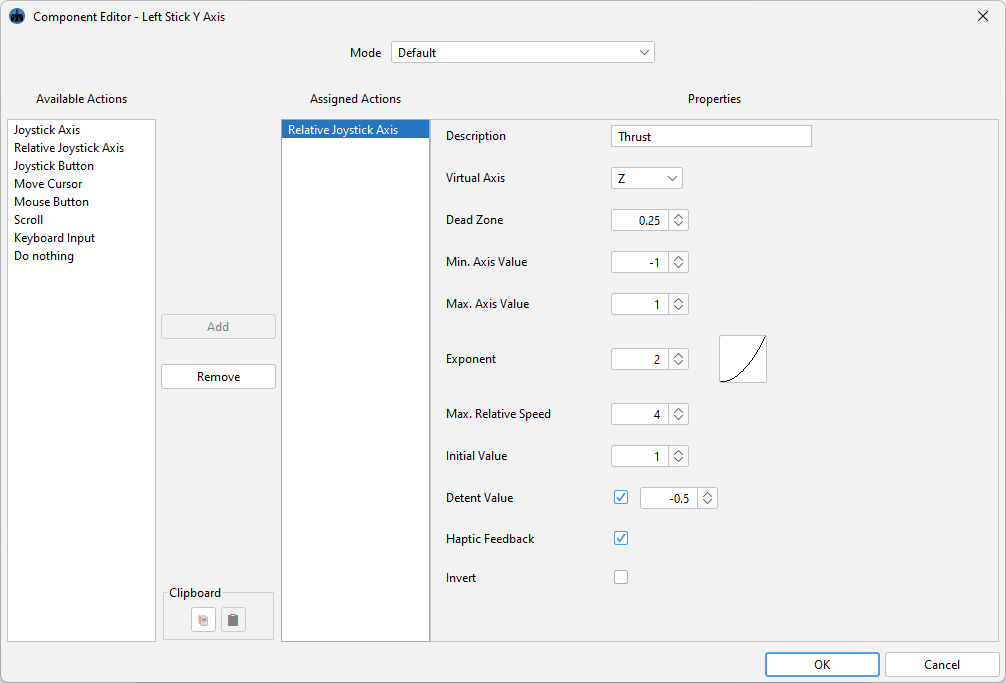 Component Editor - Left Stick Y Axis
Mode Default
Available Actions
Assigned Actions
Properties
Joystick Axis
Relative Joystick Axis
Joystick Button
Move Cursor
Mouse Button
Scroll
Keyboard Input
Do nothing
Add
Remove
Clipboard
Relative Joystick Axis
Description Thrust
Virtual Axis Z
Dead Zone 0.25
Min. Axis Value -1
Max. Axis Value 1
Exponent 2
Max. Relative Speed 4
Initial Value 1
Detent Value -0.5
Haptic Feedback
Invert
OK
Cancel